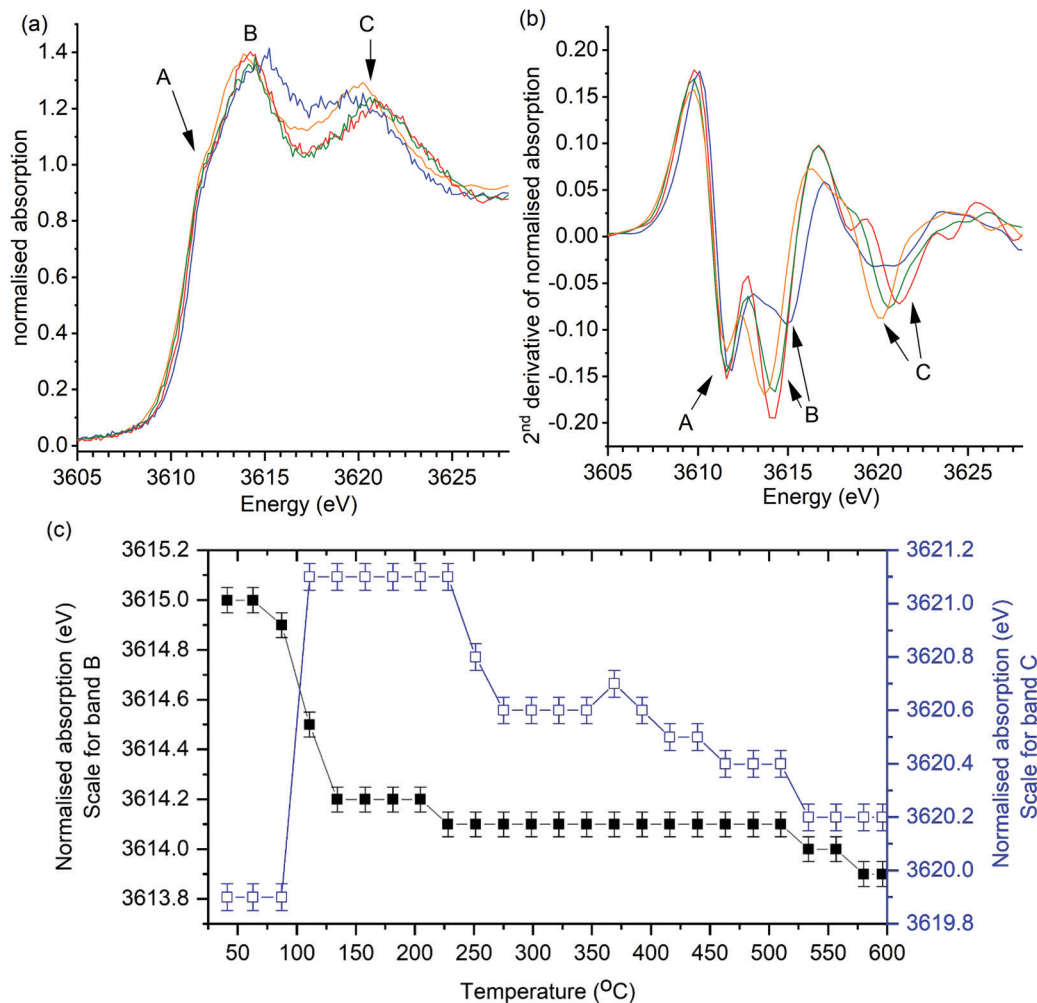 (a)
B
C
A
1.4
1.2
1.0
0.8
0.6
0.4
0.2
0.0
normalised absorption
3605 3610 3615 3620 3625
Energy (eV)
(b)
0.20
0.15
0.10
0.05
0.00
-0.05
-0.10
-0.15
-0.20
2nd derivative of normalised absorption
A
B
C
3605 3610 3615 3620 3625
Energy (eV)
(c)
3615.2
3615.0
3614.8
3614.6
3614.4
3614.2
3614.0
3613.8
Normalised absorption (eV)
Scale for band B
3621.2
3621.0
3620.8
3620.6
3620.4
3620.2
3620.0
3619.8
Normalised absorption (eV)
Scale for band C
50 100 150 200 250 300 350 400 450 500 550 600
Temperature (oC)